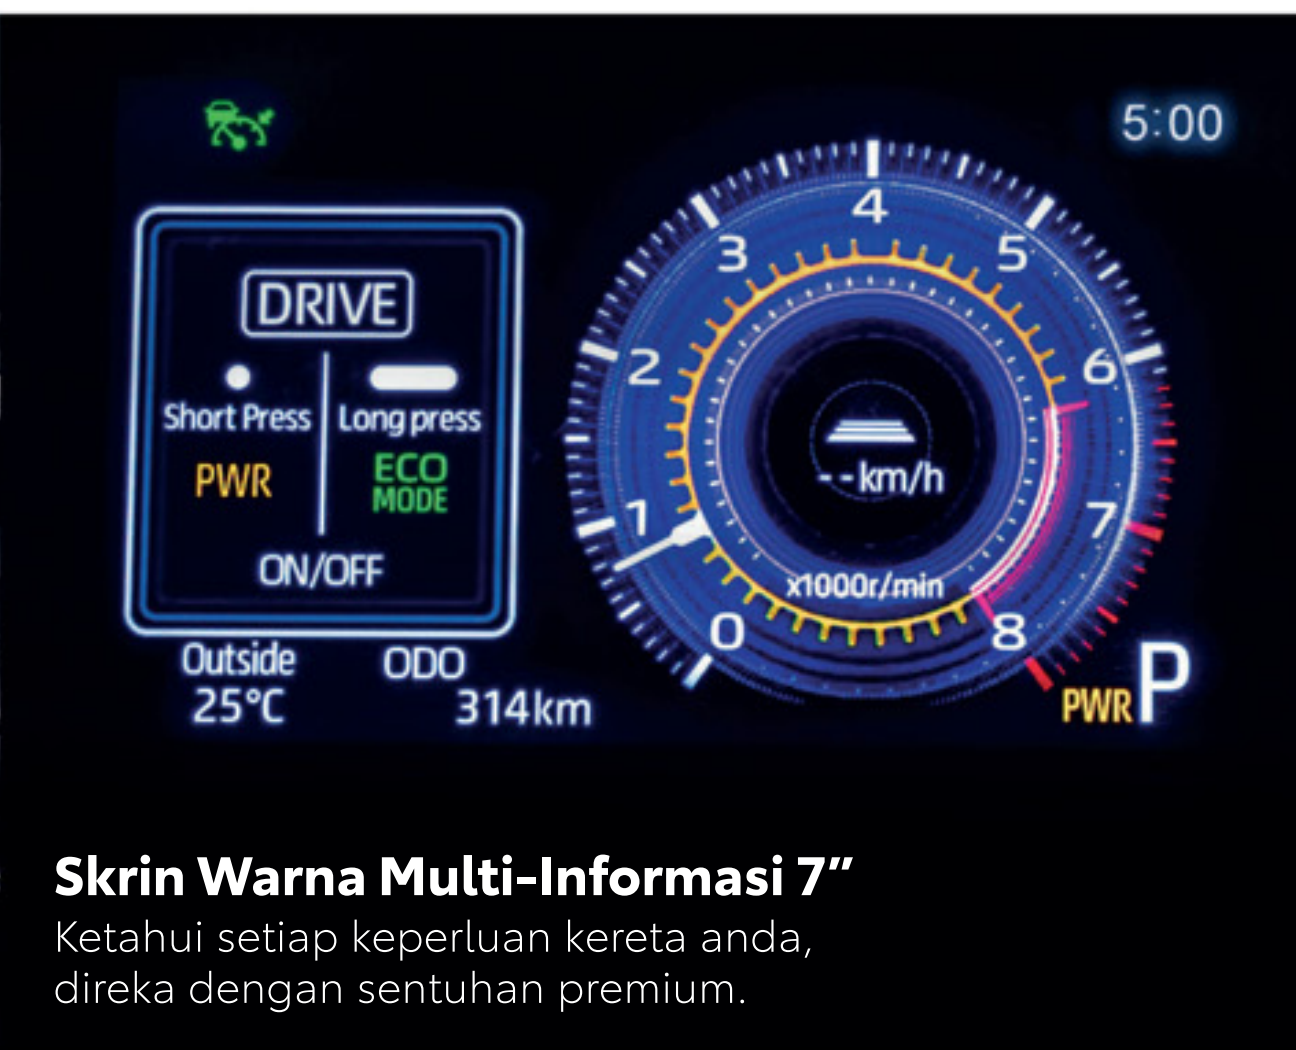 5:00
DRIVE
Short Press Long press
PWR ECO
MODE
ON/OFF
Outside ODO
25°C 314km
0
1
2
3
4
5
6
7
8
--km/h
x1000r/min
PWR P
Skrin Warna Multi-Informasi 7”
Ketahui setiap keperluan kereta anda,
direka dengan sentuhan premium.